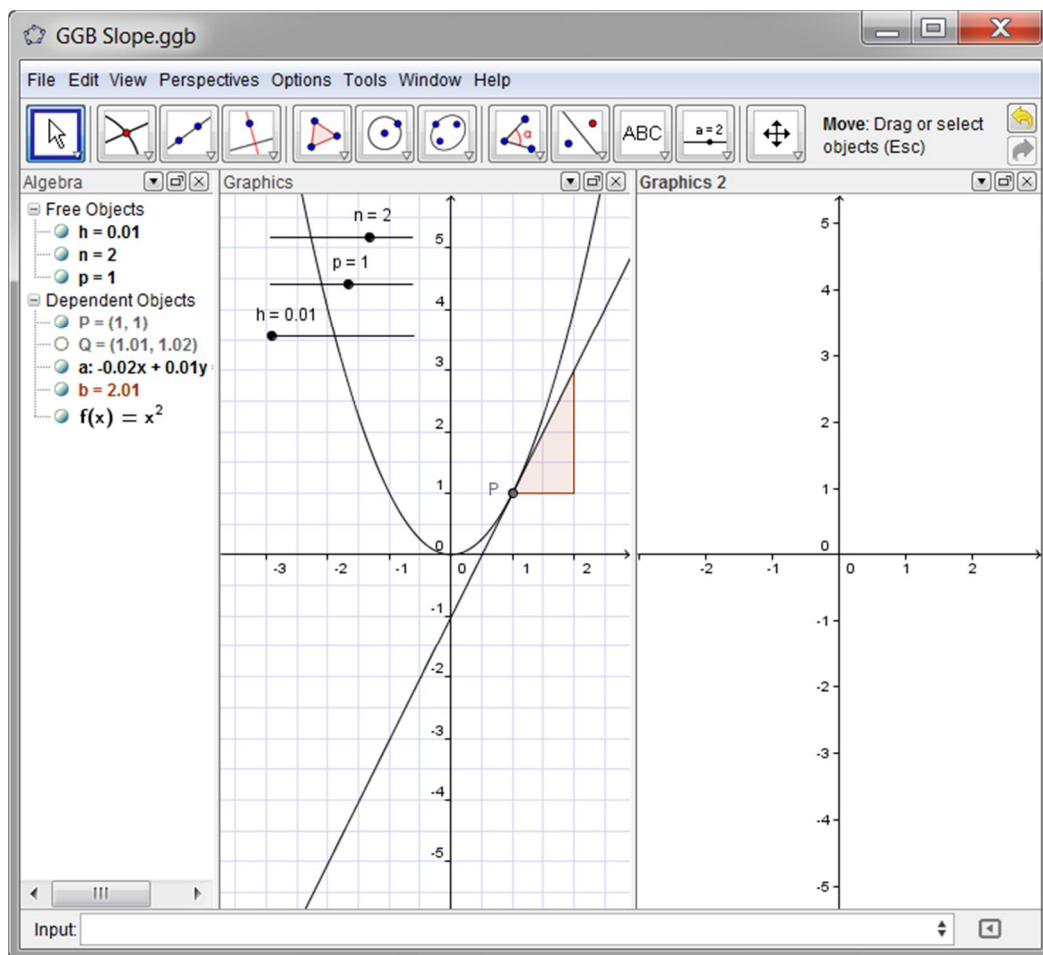 GGB Slope.ggb
File Edit View Perspectives Options Tools Window Help
ABC
a = 2
α
Move: Drag or select
objects (Esc)
Algebra
Graphics
Graphics 2
Free Objects
h = 0.01
n = 2
p = 1
Dependent Objects
P = (1, 1)
Q = (1.01, 1.02)
a: -0.02x + 0.01y
b = 2.01
f(x) = x²
n = 2
p = 1
h = 0.01
P
5
4
3
2
1
0
-3 -2 -1 0 1 2
-1
-2
-3
-4
-5
5
4
3
2
1
0
-2 -1 0 1 2
-1
-2
-3
-4
-5
Input: